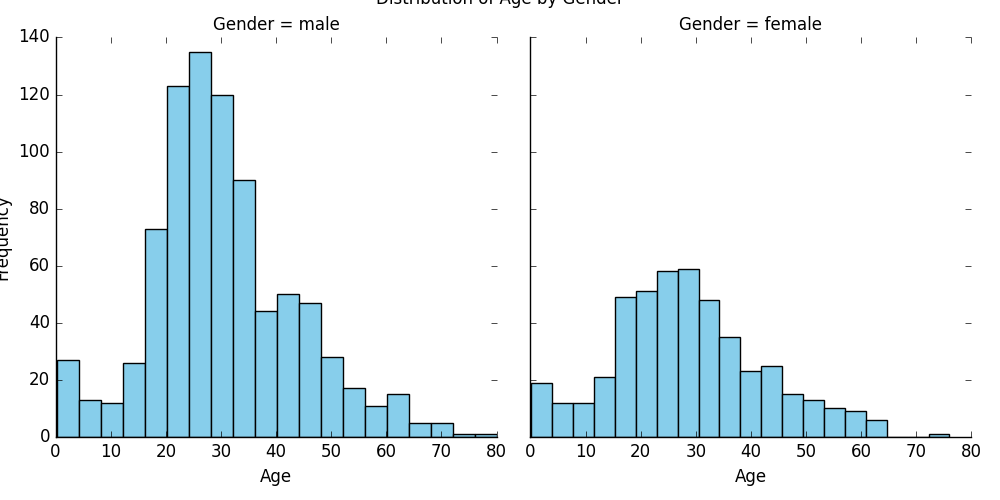 Distribution of Age by Gender
Gender = male
Gender = female
140
120
100
80
60
40
20
0
Frequency
0 10 20 30 40 50 60 70 80
0 10 20 30 40 50 60 70 80
Age
Age